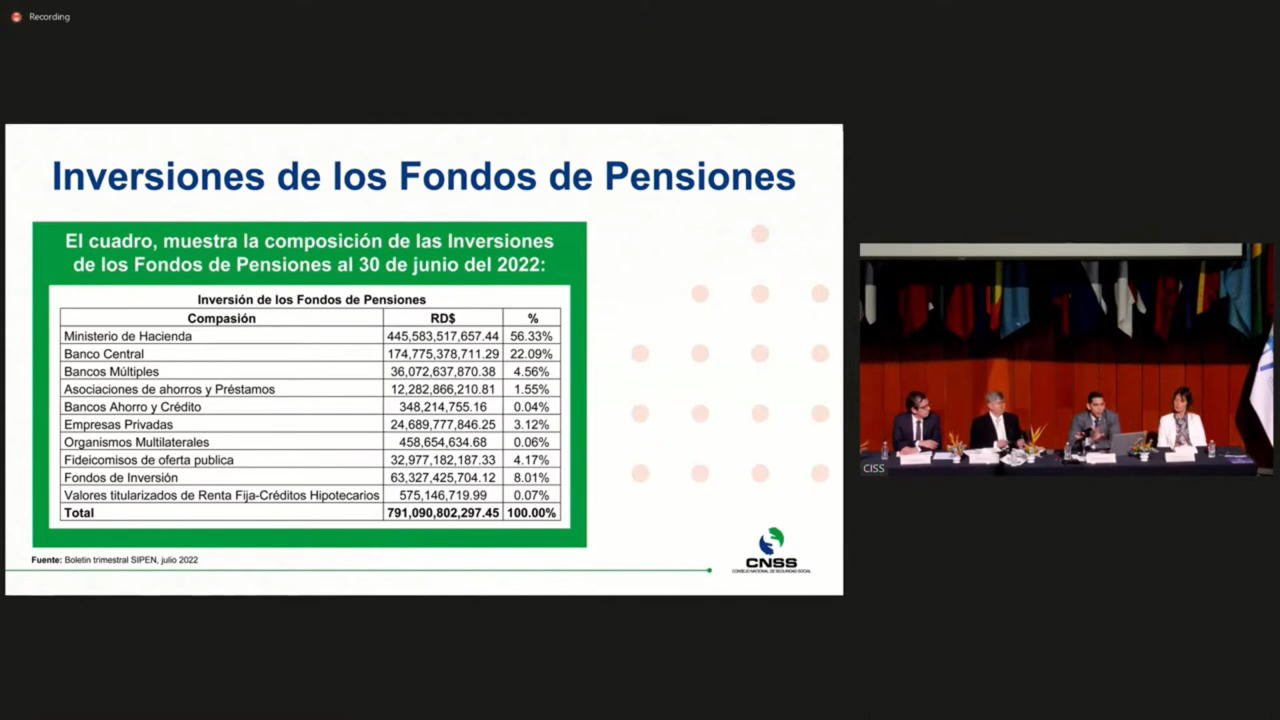 Recording
Inversiones de los Fondos de Pensiones
El cuadro, muestra la composición de las Inversiones
de los Fondos de Pensiones al 30 de junio del 2022:
Inversión de los Fondos de Pensiones
Compasión RD$ %
Ministerio de Hacienda 445,583,517,657.44 56.33%
Banco Central 174,775,378,711.29 22.09%
Bancos Múltiples 36,072,637,870.38 4.56%
Asociaciones de ahorros y Préstamos 12,282,866,210.81 1.55%
Bancos Ahorro y Crédito 348,214,755.16 0.04%
Empresas Privadas 24,689,777,846.25 3.12%
Organismos Multilaterales 458,654,634.68 0.06%
Fideicomisos de oferta publica 32,977,182,187.33 4.17%
Fondos de Inversión 63,327,425,704.12 8.01%
Valores titularizados de Renta Fija-Créditos Hipotecarios 575,146,719.99 0.07%
Total 791,090,802,297.45 100.00%
Fuente: Boletin trimestral SIPEN, julio 2022
CNSS
CONSEJO NACIONAL DE SEGURIDAD SOCIAL
CISS